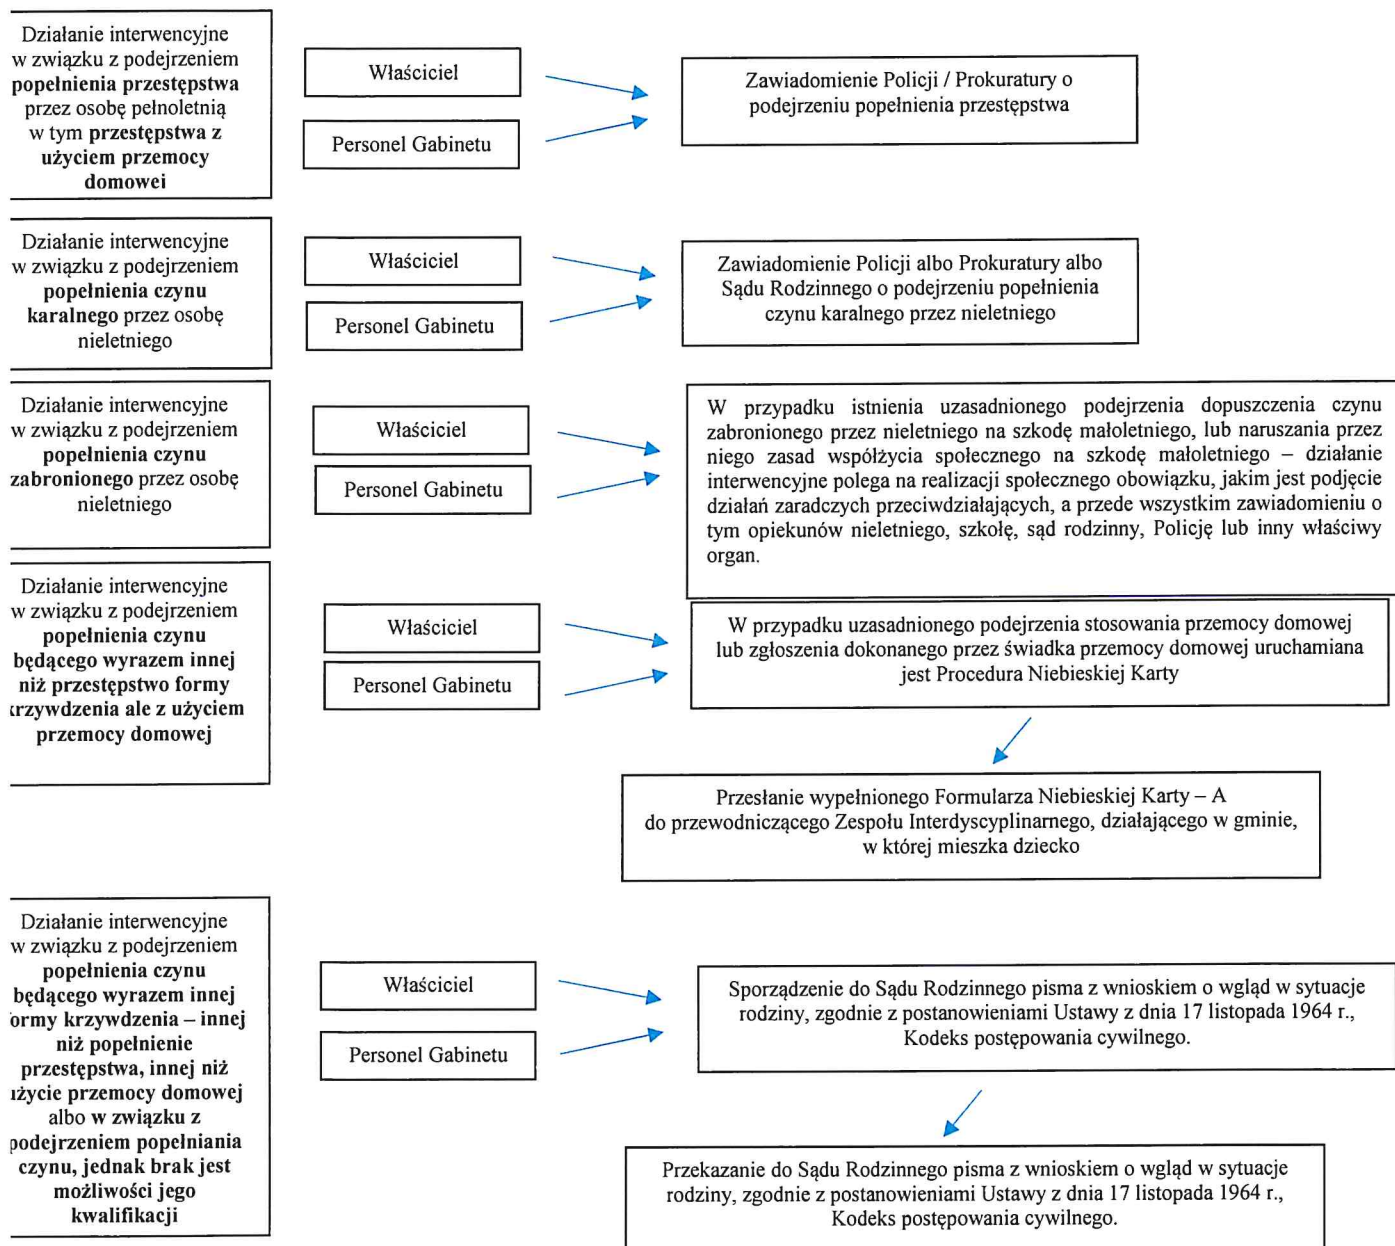 Działanie interwencyjne
w związku z podejrzeniem
popełnienia przestępstwa
przez osobę pełnoletnią
w tym przestępstwa z
użyciem przemocy
domowej
Właściciel
Personel Gabinetu
Zawiadomienie Policji / Prokuratury o
podejrzeniu popełnienia przestępstwa
Działanie interwencyjne
w związku z podejrzeniem
popełnienia czynu
karalnego przez osobę
nieletniego
Właściciel
Personel Gabinetu
Zawiadomienie Policji albo Prokuratury albo
Sądu Rodzinnego o podejrzeniu popełnienia
czynu karalnego przez nieletniego
Działanie interwencyjne
w związku z podejrzeniem
popełnienia czynu
zabronionego przez osobę
nieletniego
Właściciel
Personel Gabinetu
W przypadku istnienia uzasadnionego podejrzenia dopuszczenia czynu
zabronionego przez nieletniego na szkodę małoletniego, lub naruszania przez
niego zasad współżycia społecznego na szkodę małoletniego – działanie
interwencyjne polega na realizacji społecznego obowiązku, jakim jest podjęcie
działań zaradczych przeciwdziałających, a przede wszystkim zawiadomieniu o
tym opiekunów nieletniego, szkołę, sąd rodzinny, Policję lub inny właściwy
organ.
Działanie interwencyjne
w związku z podejrzeniem
popełnienia czynu
będącego wyrazem innej
niż przestępstwo formy
krzywdzenia ale z użyciem
przemocy domowej
Właściciel
Personel Gabinetu
W przypadku uzasadnionego podejrzenia stosowania przemocy domowej
lub zgłoszenia dokonanego przez świadka przemocy domowej uruchamiana
jest Procedura Niebieskiej Karty
Przesłanie wypełnionego Formularza Niebieskiej Karty – A
do przewodniczącego Zespołu Interdyscyplinarnego, działającego w gminie,
w której mieszka dziecko
Działanie interwencyjne
w związku z podejrzeniem
popełnienia czynu
będącego wyrazem innej
formy krzywdzenia – innej
niż popełnienie
przestępstwa, innej niż
użycie przemocy domowej
albo w związku z
podejrzeniem popełniania
czynu, jednak brak jest
możliwości jego
kwalifikacji
Właściciel
Personel Gabinetu
Sporządzenie do Sądu Rodzinnego pisma z wnioskiem o wgląd w sytuacje
rodziny, zgodnie z postanowieniami Ustawy z dnia 17 listopada 1964 r.,
Kodeks postępowania cywilnego.
Przekazanie do Sądu Rodzinnego pisma z wnioskiem o wgląd w sytuacje
rodziny, zgodnie z postanowieniami Ustawy z dnia 17 listopada 1964 r.,
Kodeks postępowania cywilnego.